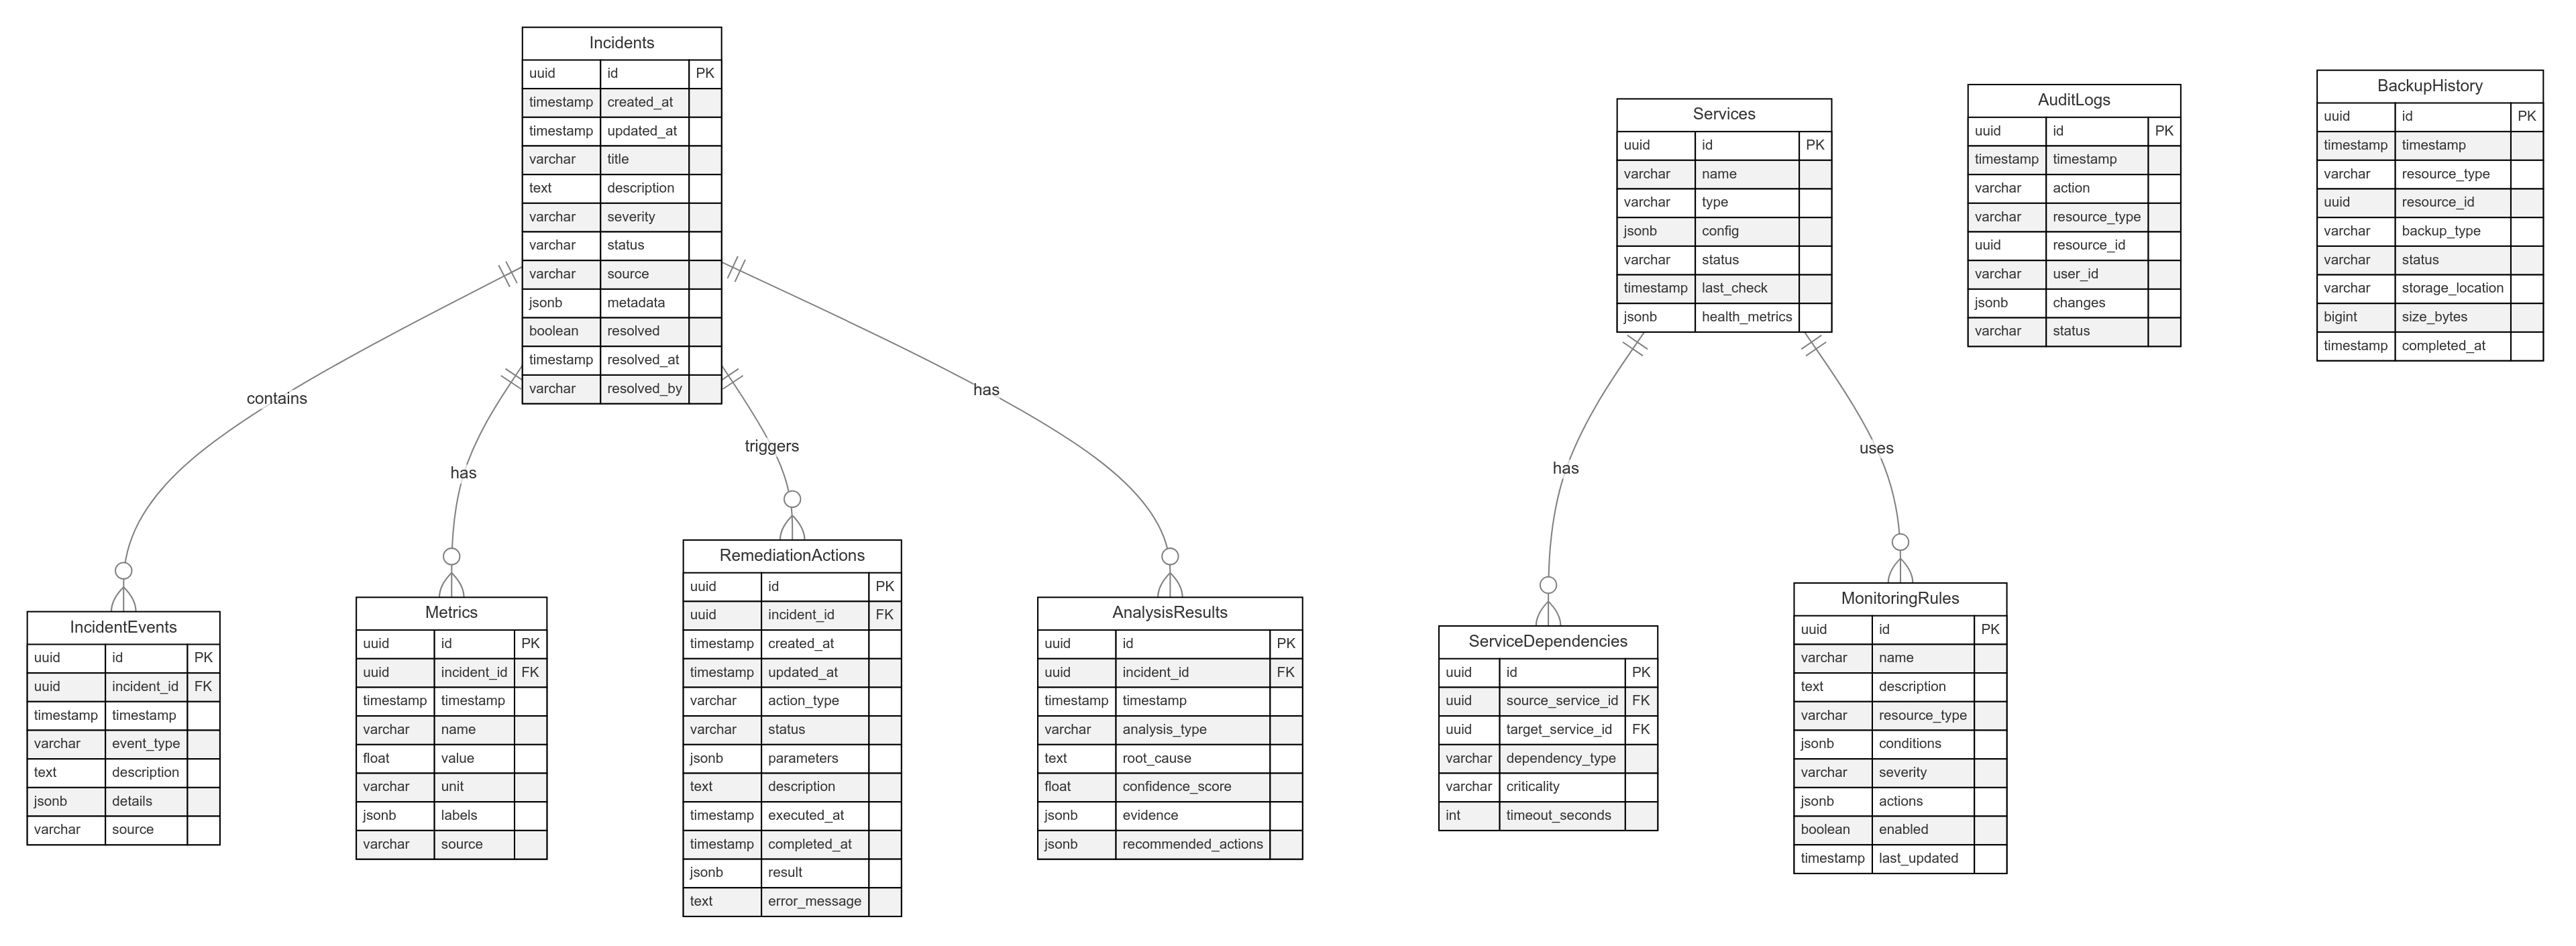 Incidents
uuid id PK
timestamp created_at
timestamp updated_at
varchar title
text description
varchar severity
varchar status
varchar source
jsonb metadata
boolean resolved
timestamp resolved_at
varchar resolved_by
Services
uuid id PK
varchar name
varchar type
jsonb config
varchar status
timestamp last_check
jsonb health_metrics
AuditLogs
uuid id PK
timestamp timestamp
varchar action
varchar resource_type
uuid resource_id
varchar user_id
jsonb changes
varchar status
BackupHistory
uuid id PK
timestamp timestamp
varchar resource_type
uuid resource_id
varchar backup_type
varchar status
varchar storage_location
bigint size_bytes
timestamp completed_at
contains
has
triggers
has
has
uses
IncidentEvents
uuid id PK
uuid incident_id FK
timestamp timestamp
varchar event_type
text description
jsonb details
varchar source
Metrics
uuid id PK
uuid incident_id FK
timestamp timestamp
varchar name
float value
varchar unit
jsonb labels
varchar source
RemediationActions
uuid id PK
uuid incident_id FK
timestamp created_at
timestamp updated_at
varchar action_type
varchar status
jsonb parameters
text description
timestamp executed_at
timestamp completed_at
jsonb result
text error_message
AnalysisResults
uuid id PK
uuid incident_id FK
timestamp timestamp
varchar analysis_type
text root_cause
float confidence_score
jsonb evidence
jsonb recommended_actions
ServiceDependencies
uuid id PK
uuid source_service_id FK
uuid target_service_id FK
varchar dependency_type
varchar criticality
int timeout_seconds
MonitoringRules
uuid id PK
varchar name
text description
varchar resource_type
jsonb conditions
varchar severity
jsonb actions
boolean enabled
timestamp last_updated